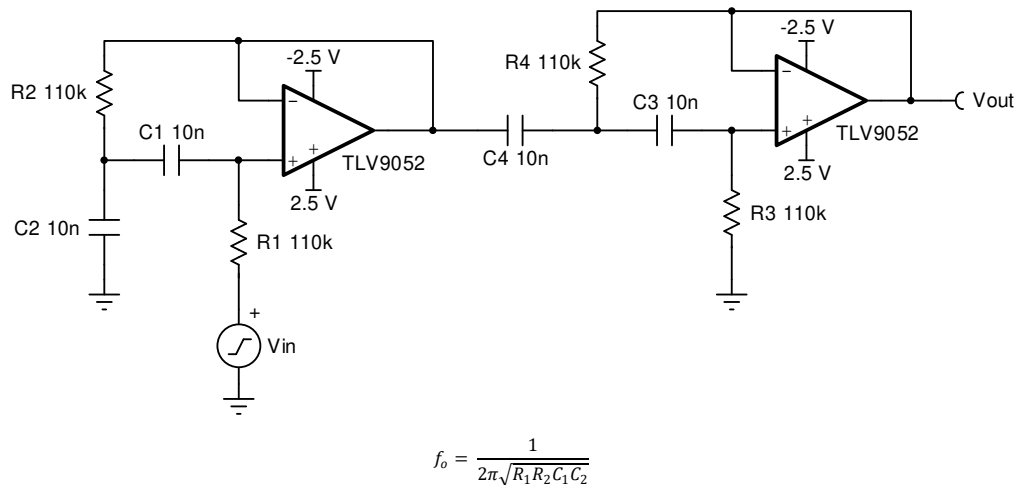 -2.5 V
-2.5 V
R4 110k
R2 110k
C3 10n
Vout
C1 10n
TLV9052
TLV9052
C4 10n
2.5 V
2.5 V
R3 110k
C2 10n
R1 110k
+
Vin
f_o = 1 / 2π√R₁R₂C₁C₂